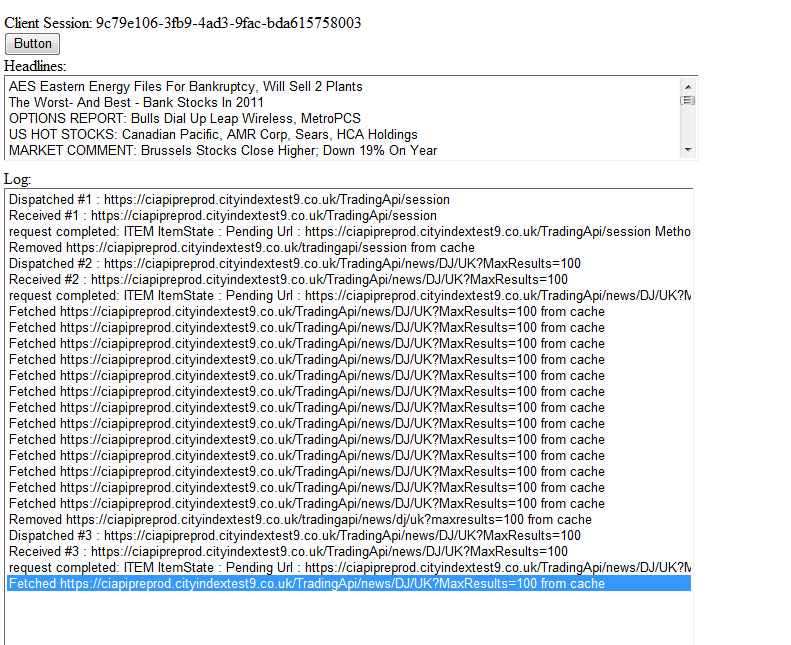 Client Session: 9c79e106-3fb9-4ad3-9fac-bda615758003
Button
Headlines:
AES Eastern Energy Files For Bankruptcy, Will Sell 2 Plants
The Worst- And Best - Bank Stocks In 2011
OPTIONS REPORT: Bulls Dial Up Leap Wireless, MetroPCS
US HOT STOCKS: Canadian Pacific, AMR Corp, Sears, HCA Holdings
MARKET COMMENT: Brussels Stocks Close Higher; Down 19% On Year
Log:
Dispatched #1 : https://ciapipreprod.cityindextest9.co.uk/TradingApi/session
Received #1 : https://ciapipreprod.cityindextest9.co.uk/TradingApi/session
request completed: ITEM ItemState : Pending Url : https://ciapipreprod.cityindextest9.co.uk/TradingApi/session Metho
Removed https://ciapipreprod.cityindextest9.co.uk/tradingapi/session from cache
Dispatched #2 : https://ciapipreprod.cityindextest9.co.uk/TradingApi/news/DJ/UK?MaxResults=100
Received #2 : https://ciapipreprod.cityindextest9.co.uk/TradingApi/news/DJ/UK?MaxResults=100
request completed: ITEM ItemState : Pending Url : https://ciapipreprod.cityindextest9.co.uk/TradingApi/news/DJ/UK?M
Fetched https://ciapipreprod.cityindextest9.co.uk/TradingApi/news/DJ/UK?MaxResults=100 from cache
Fetched https://ciapipreprod.cityindextest9.co.uk/TradingApi/news/DJ/UK?MaxResults=100 from cache
Fetched https://ciapipreprod.cityindextest9.co.uk/TradingApi/news/DJ/UK?MaxResults=100 from cache
Fetched https://ciapipreprod.cityindextest9.co.uk/TradingApi/news/DJ/UK?MaxResults=100 from cache
Fetched https://ciapipreprod.cityindextest9.co.uk/TradingApi/news/DJ/UK?MaxResults=100 from cache
Fetched https://ciapipreprod.cityindextest9.co.uk/TradingApi/news/DJ/UK?MaxResults=100 from cache
Fetched https://ciapipreprod.cityindextest9.co.uk/TradingApi/news/DJ/UK?MaxResults=100 from cache
Fetched https://ciapipreprod.cityindextest9.co.uk/TradingApi/news/DJ/UK?MaxResults=100 from cache
Fetched https://ciapipreprod.cityindextest9.co.uk/TradingApi/news/DJ/UK?MaxResults=100 from cache
Fetched https://ciapipreprod.cityindextest9.co.uk/TradingApi/news/DJ/UK?MaxResults=100 from cache
Fetched https://ciapipreprod.cityindextest9.co.uk/TradingApi/news/DJ/UK?MaxResults=100 from cache
Fetched https://ciapipreprod.cityindextest9.co.uk/TradingApi/news/DJ/UK?MaxResults=100 from cache
Fetched https://ciapipreprod.cityindextest9.co.uk/TradingApi/news/DJ/UK?MaxResults=100 from cache
Removed https://ciapipreprod.cityindextest9.co.uk/tradingapi/news/dj/uk?maxresults=100 from cache
Dispatched #3 : https://ciapipreprod.cityindextest9.co.uk/TradingApi/news/DJ/UK?MaxResults=100
Received #3 : https://ciapipreprod.cityindextest9.co.uk/TradingApi/news/DJ/UK?MaxResults=100
request completed: ITEM ItemState : Pending Url : https://ciapipreprod.cityindextest9.co.uk/TradingApi/news/DJ/UK?M
Fetched https://ciapipreprod.cityindextest9.co.uk/TradingApi/news/DJ/UK?MaxResults=100 from cache